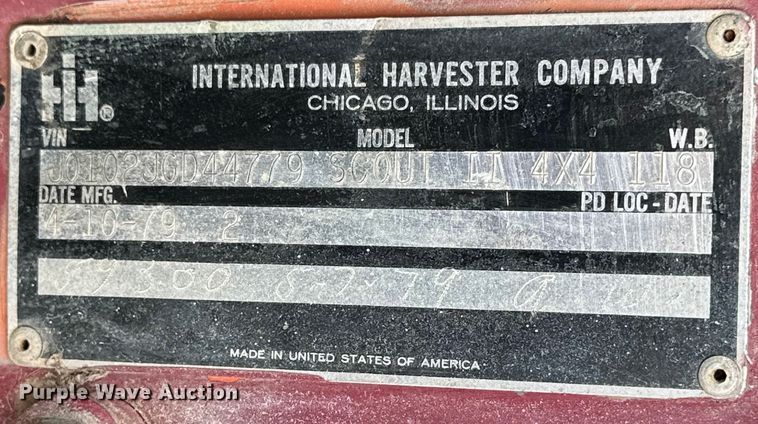 IH ®
INTERNATIONAL HARVESTER COMPANY
CHICAGO, ILLINOIS
VIN MODEL W.B.
J0102JGD44779 SCOUT II 4X4 118
DATE MFG. PD LOC - DATE
4-10-79 2
MADE IN UNITED STATES OF AMERICA
Purple Wave Auction